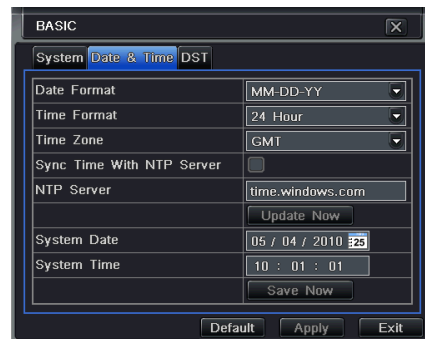 BASIC
System Date & Time DST
Date Format MM-DD-YY
Time Format 24 Hour
Time Zone GMT
Sync Time With NTP Server
NTP Server time.windows.com
Update Now
System Date 05 / 04 / 2010 25
System Time 10 : 01 : 01
Save Now
Default Apply Exit